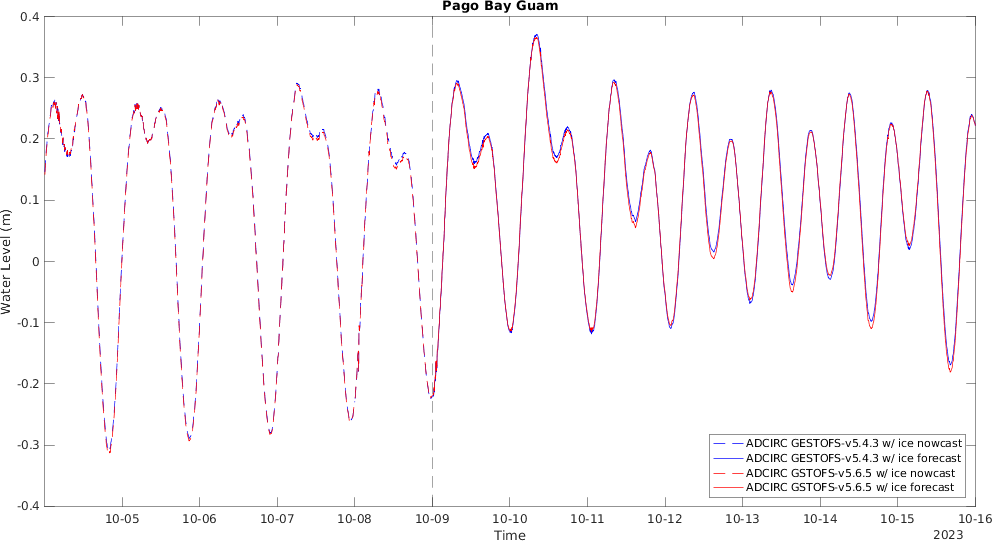 Pago Bay Guam
0.4
0.3
0.2
0.1
0
-0.1
-0.2
-0.3
-0.4
Water Level (m)
10-05 10-06 10-07 10-08 10-09 10-10 10-11 10-12 10-13 10-14 10-15 10-16
Time
2023
ADCIRC GESTOFS-v5.4.3 w/ ice nowcast
ADCIRC GESTOFS-v5.4.3 w/ ice forecast
ADCIRC GSTOFS-v5.6.5 w/ ice nowcast
ADCIRC GSTOFS-v5.6.5 w/ ice forecast